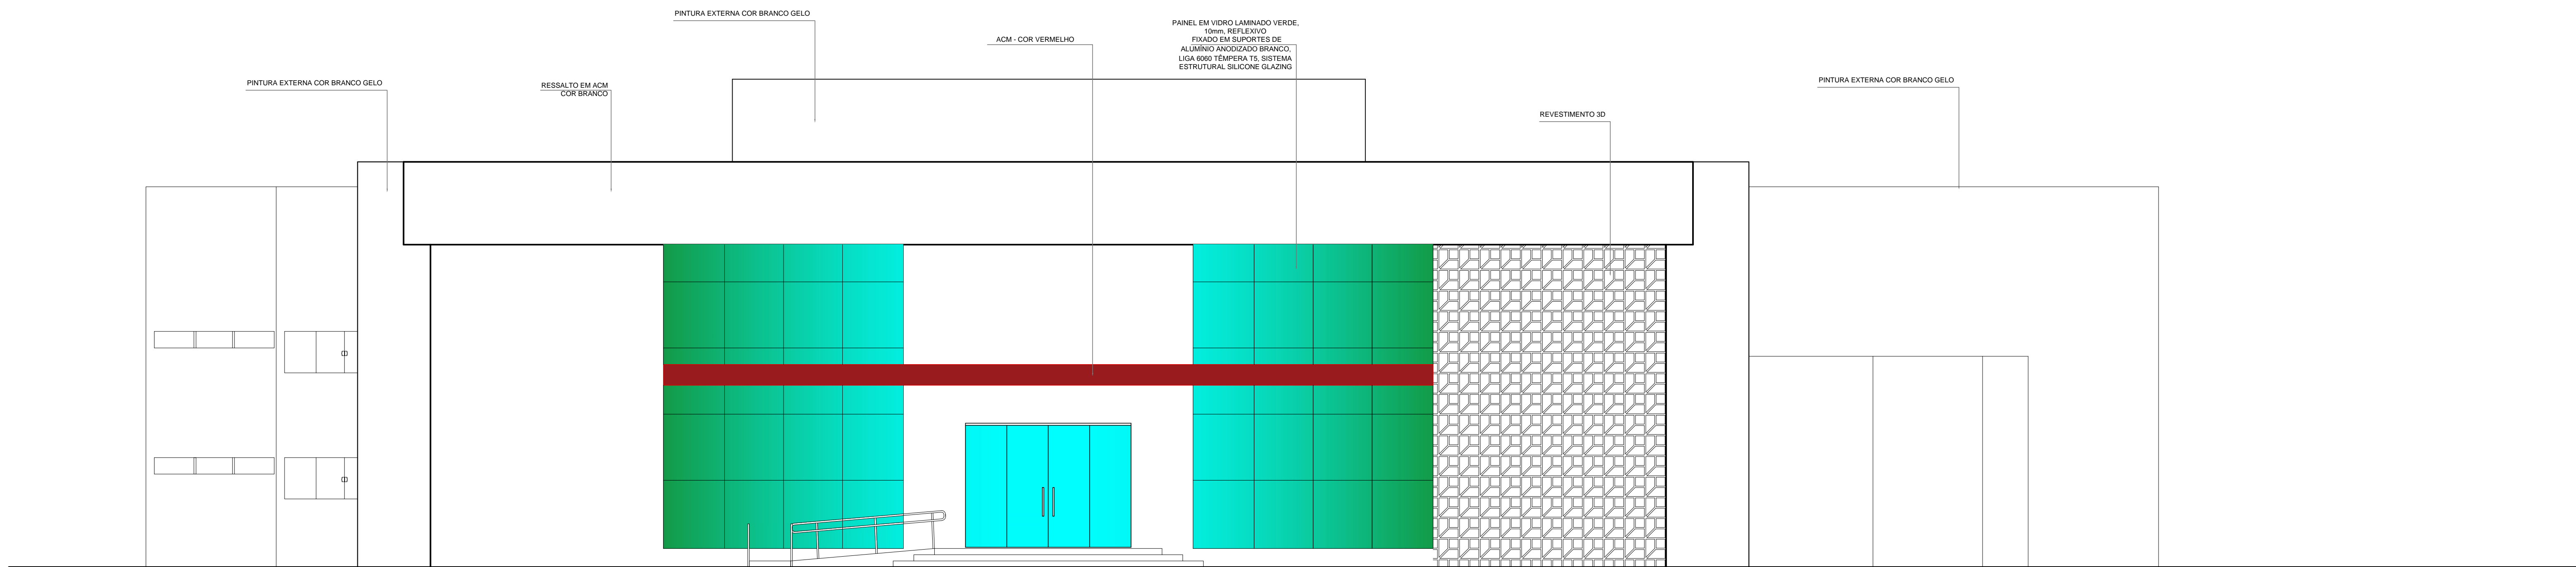 PINTURA EXTERNA COR BRANCO GELO
PINTURA EXTERNA COR BRANCO GELO
RESSALTO EM ACM
COR BRANCO
ACM - COR VERMELHO
PAINEL EM VIDRO LAMINADO VERDE,
10mm, REFLEXIVO
FIXADO EM SUPORTES DE
ALUMÍNIO ANODIZADO BRANCO,
LIGA 6060 TÊMPERA T5, SISTEMA
ESTRUTURAL SILICONE GLAZING
REVESTIMENTO 3D
PINTURA EXTERNA COR BRANCO GELO